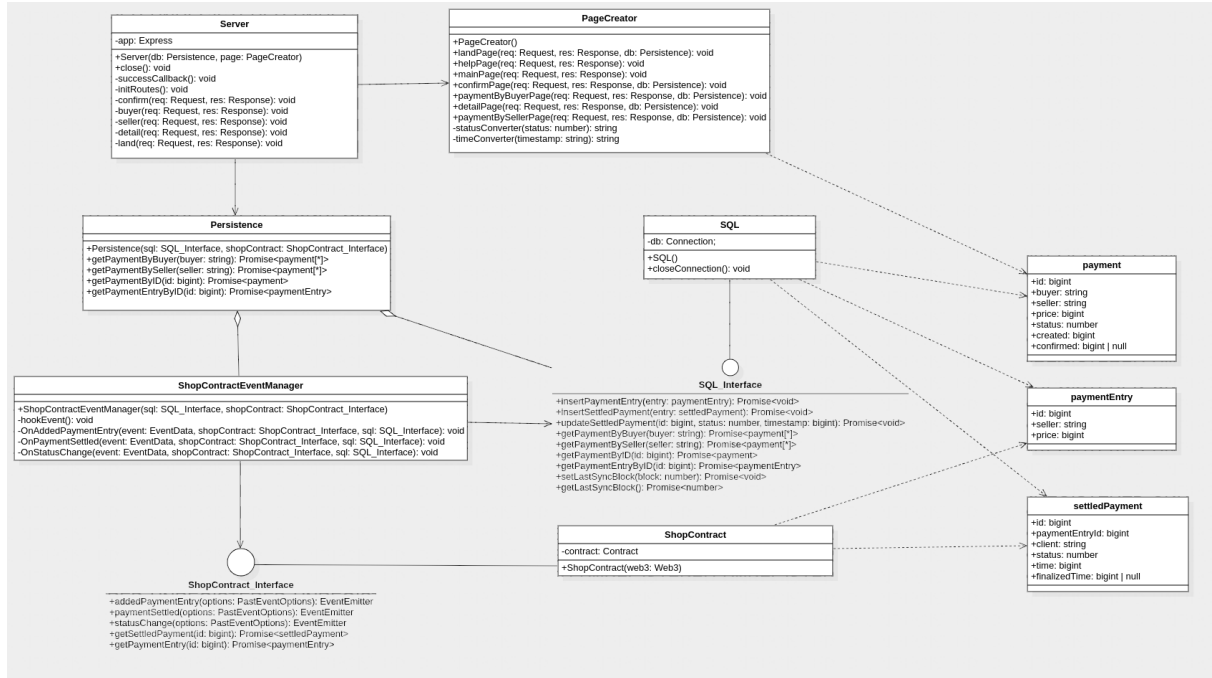 Server
-app: Express
+Server(db: Persistence, page: PageCreator)
+close(): void
-successCallback(): void
-initRoutes(): void
-confirm(req: Request, res: Response): void
-buyer(req: Request, res: Response): void
-seller(req: Request, res: Response): void
-detail(req: Request, res: Response): void
-land(req: Request, res: Response): void
PageCreator
+PageCreator()
+landPage(req: Request, res: Response, db: Persistence): void
+helpPage(req: Request, res: Response): void
+mainPage(req: Request, res: Response): void
+confirmPage(req: Request, res: Response, db: Persistence): void
+paymentByBuyerPage(req: Request, res: Response, db: Persistence): void
+detailPage(req: Request, res: Response, db: Persistence): void
+paymentBySellerPage(req: Request, res: Response, db: Persistence): void
-statusConverter(status: number): string
-timeConverter(timestamp: string): string
Persistence
+Persistence(sql: SQL_Interface, shopContract: ShopContract_Interface)
+getPaymentByBuyer(buyer: string): Promise<payment[*]>
+getPaymentBySeller(seller: string): Promise<payment[*]>
+getPaymentByID(id: bigint): Promise<payment>
+getPaymentEntryByID(id: bigint): Promise<paymentEntry>
SQL
-db: Connection;
+SQL()
+closeConnection(): void
payment
+id: bigint
+buyer: string
+seller: string
+price: bigint
+status: number
+created: bigint
+confirmed: bigint | null
ShopContractEventManager
+ShopContractEventManager(sql: SQL_Interface, shopContract: ShopContract_Interface)
-hookEvent(): void
-OnAddedPaymentEntry(event: EventData, shopContract: ShopContract_Interface, sql: SQL_Interface): void
-OnPaymentSettled(event: EventData, shopContract: ShopContract_Interface, sql: SQL_Interface): void
-OnStatusChange(event: EventData, shopContract: ShopContract_Interface, sql: SQL_Interface): void
SQL_Interface
+insertPaymentEntry(entry: paymentEntry): Promise<void>
+insertSettledPayment(entry: settledPayment): Promise<void>
+updateSettledPayment(id: bigint, status: number, timestamp: bigint): Promise<void>
+getPaymentByBuyer(buyer: string): Promise<payment[*]>
+getPaymentBySeller(seller: string): Promise<payment[*]>
+getPaymentByID(id: bigint): Promise<payment>
+getPaymentEntryByID(id: bigint): Promise<paymentEntry>
+setLastSyncBlock(block: number): Promise<void>
+getLastSyncBlock(): Promise<number>
paymentEntry
+id: bigint
+seller: string
+price: bigint
settledPayment
+id: bigint
+paymentEntryId: bigint
+client: string
+status: number
+time: bigint
+finalizedTime: bigint | null
ShopContract
-contract: Contract
+ShopContract(web3: Web3)
ShopContract_Interface
+addedPaymentEntry(options: PastEventOptions): EventEmitter
+paymentSettled(options: PastEventOptions): EventEmitter
+statusChange(options: PastEventOptions): EventEmitter
+getSettledPayment(id: bigint): Promise<settledPayment>
+getPaymentEntry(id: bigint): Promise<paymentEntry>